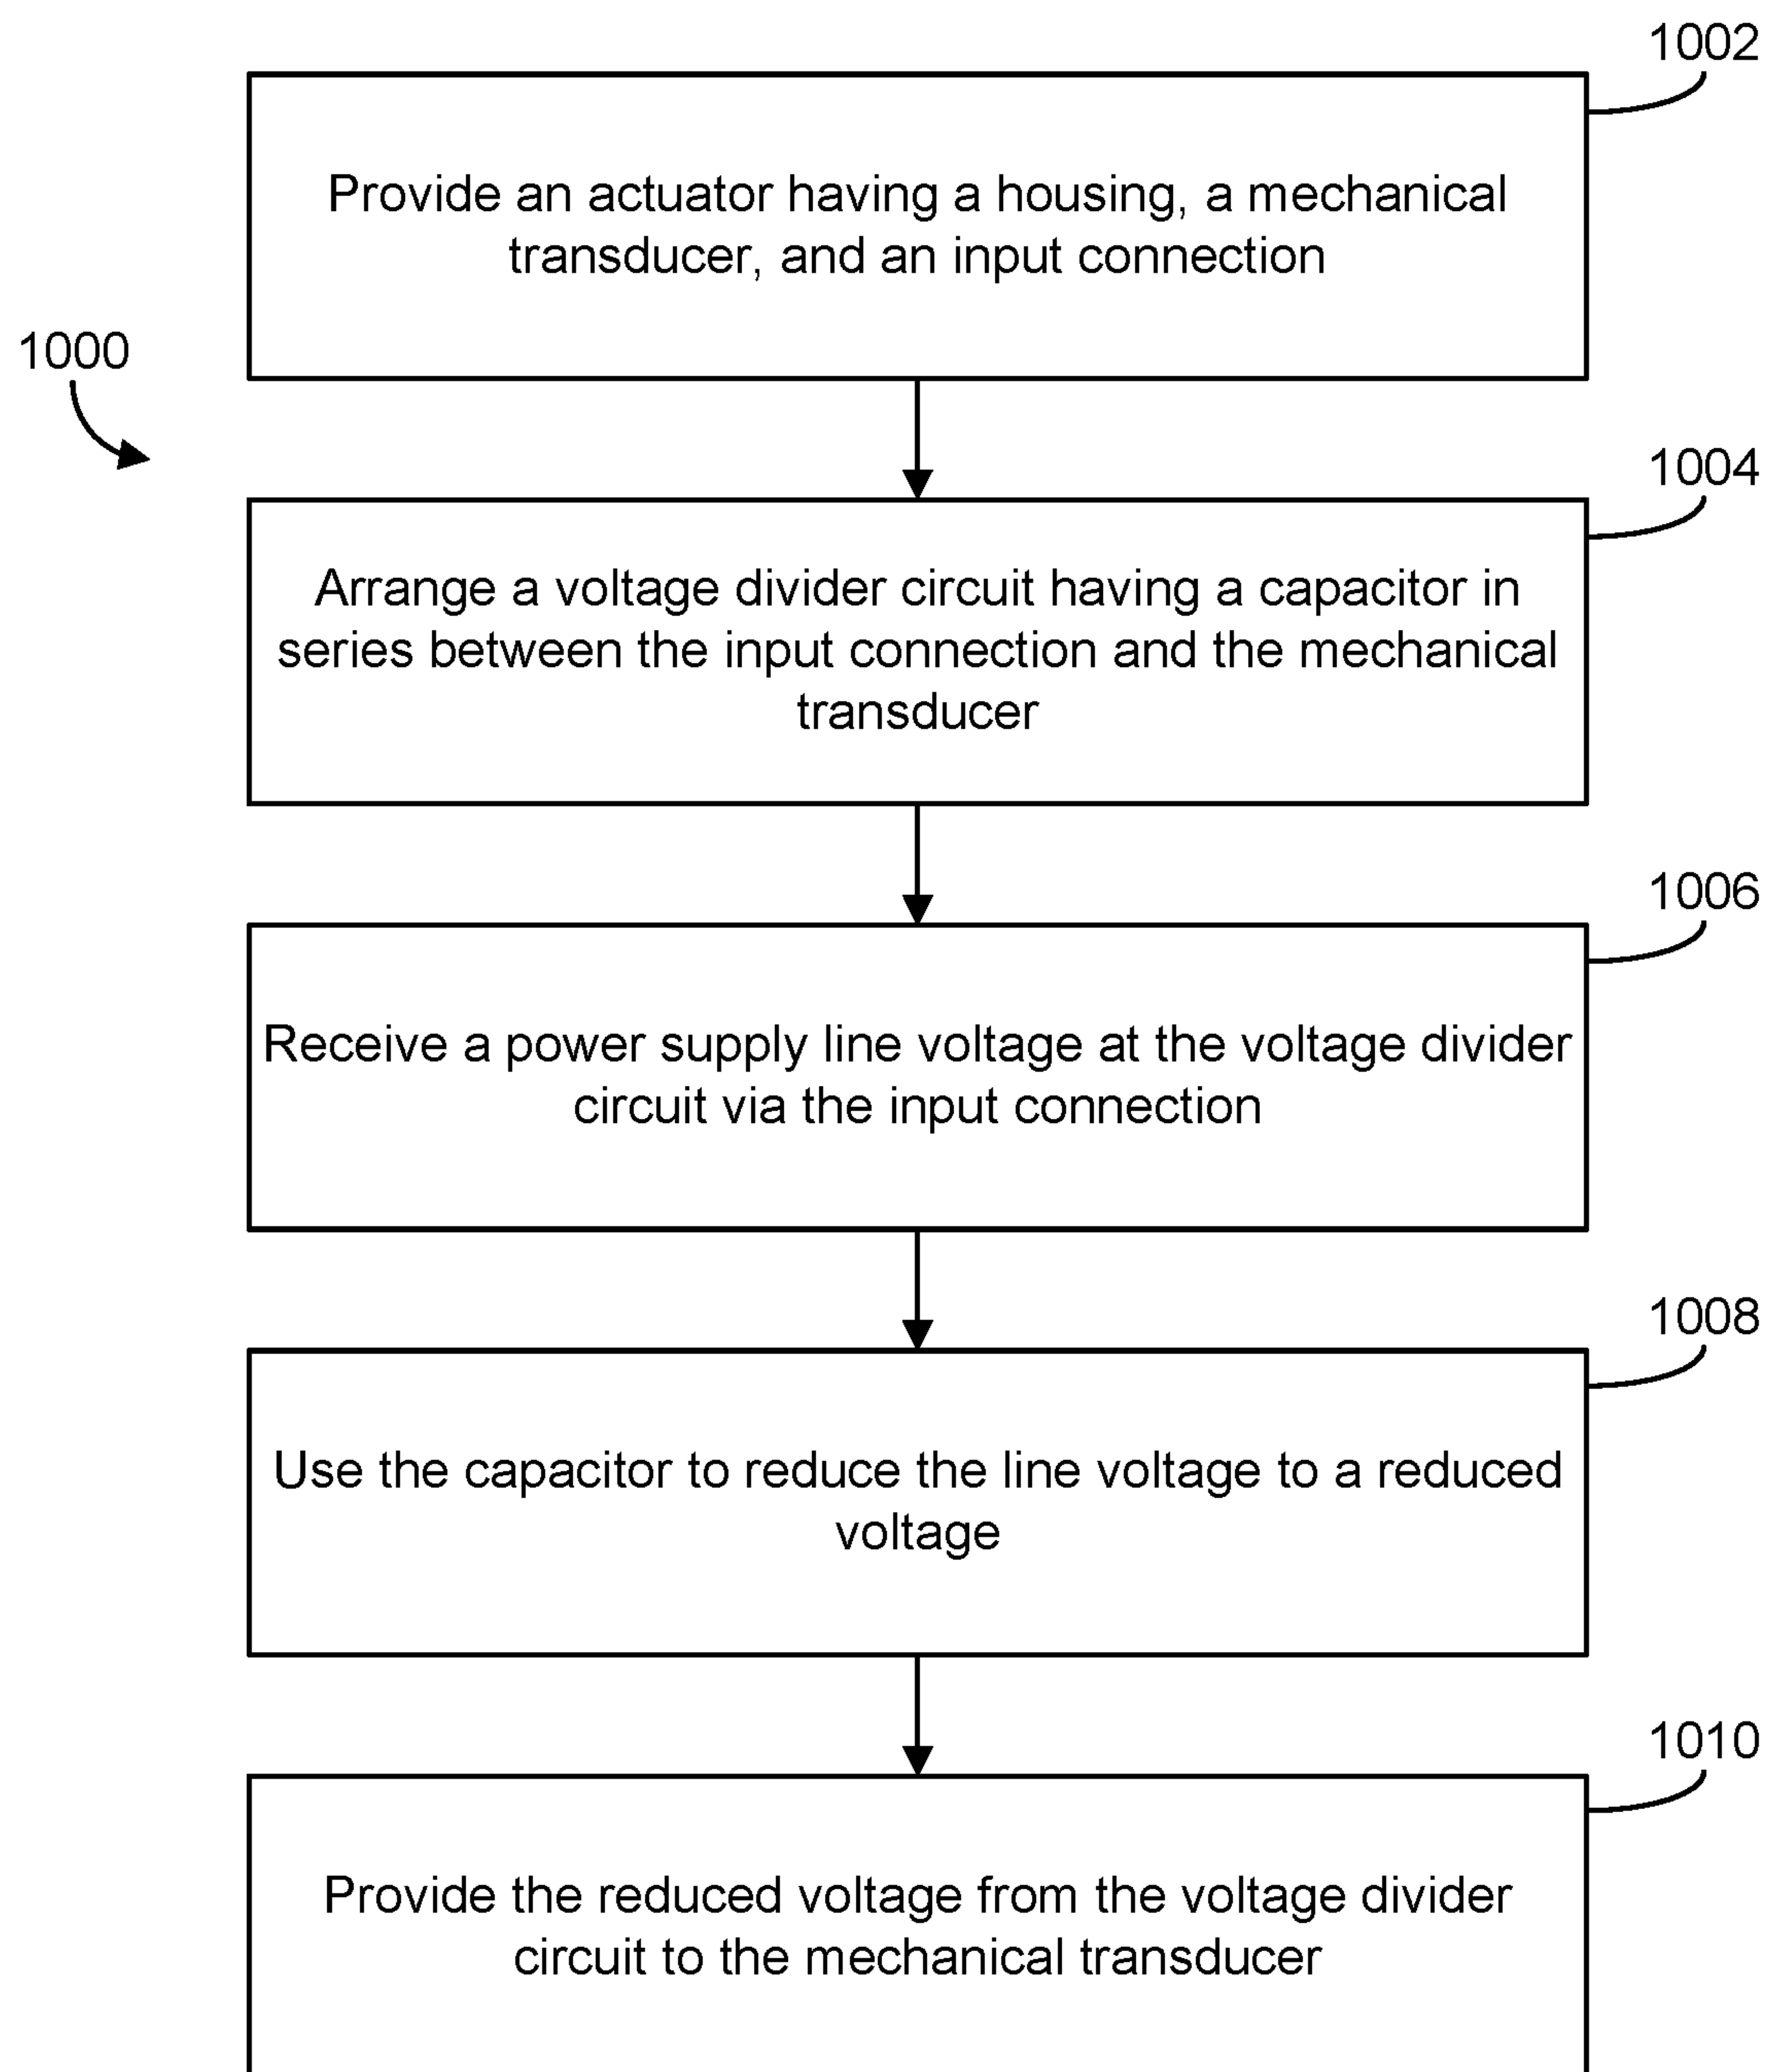 1002
Provide an actuator having a housing, a mechanical
transducer, and an input connection
1000
1004
Arrange a voltage divider circuit having a capacitor in
series between the input connection and the mechanical
transducer
1006
Receive a power supply line voltage at the voltage divider
circuit via the input connection
1008
Use the capacitor to reduce the line voltage to a reduced
voltage
1010
Provide the reduced voltage from the voltage divider
circuit to the mechanical transducer